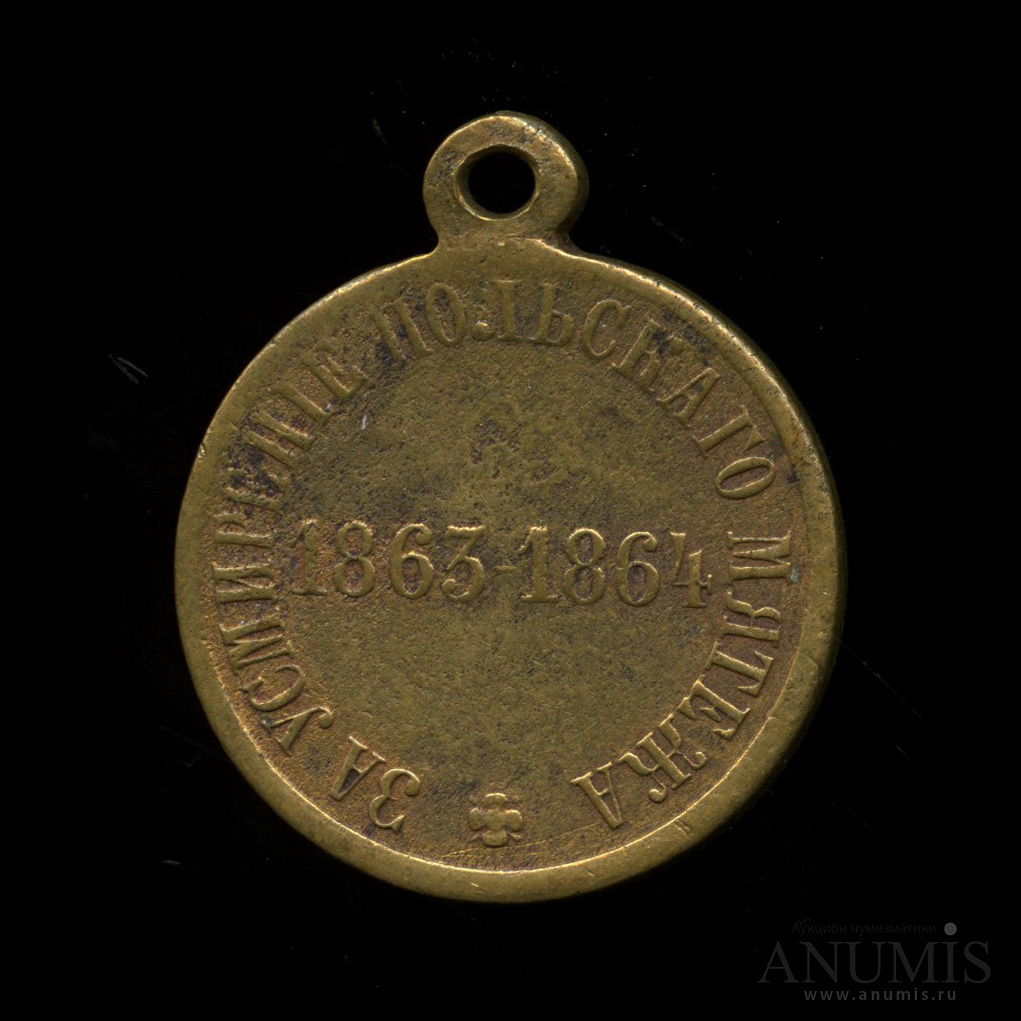 ЗА УСМИРЕНІЕ ПОЛЬСКАГО МЯТЕЖА
1863-1864
Аукцион нумизматики
ANUMIS
www.anumis.ru